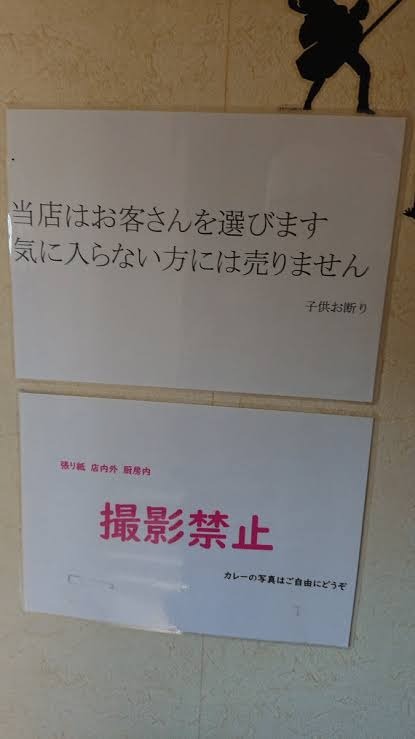 当店はお客さんを選びます
気に入らない方には売りません
子供お断り
張り紙 店内外 厨房内
撮影禁止
カレーの写真はご自由にどうぞ